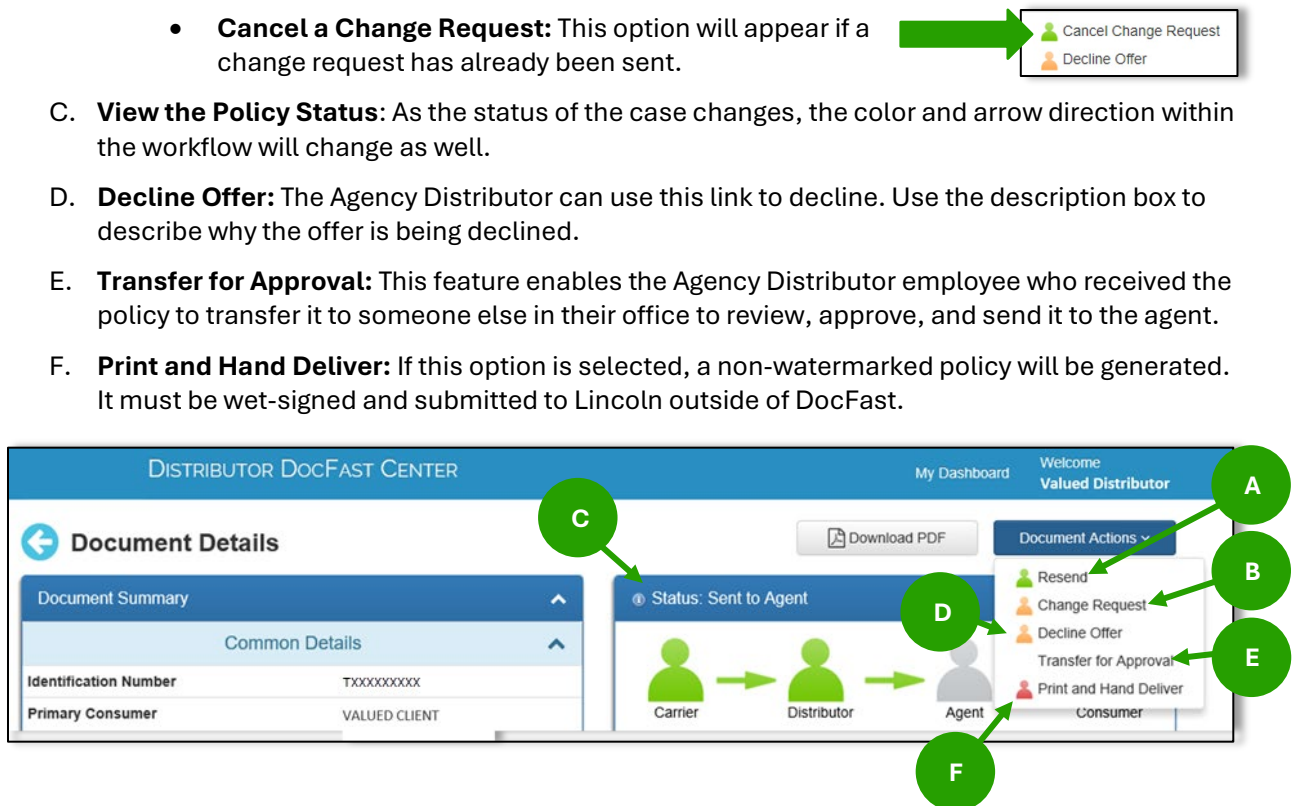 • Cancel a Change Request: This option will appear if a
change request has already been sent.
Cancel Change Request
Decline Offer
C. View the Policy Status: As the status of the case changes, the color and arrow direction within
the workflow will change as well.
D. Decline Offer: The Agency Distributor can use this link to decline. Use the description box to
describe why the offer is being declined.
E. Transfer for Approval: This feature enables the Agency Distributor employee who received the
policy to transfer it to someone else in their office to review, approve, and send it to the agent.
F. Print and Hand Deliver: If this option is selected, a non-watermarked policy will be generated.
It must be wet-signed and submitted to Lincoln outside of DocFast.
DISTRIBUTOR DOCFAST CENTER
My Dashboard
Welcome
Valued Distributor
A
C
Document Details
Download PDF
Document Actions
Resend
B
Document Summary
Status: Sent to Agent
Change Request
D
Decline Offer
Common Details
Transfer for Approval
E
Identification Number TXXXXXXXXX
Print and Hand Deliver
Primary Consumer VALUED CLIENT
Carrier Distributor Agent Consumer
F